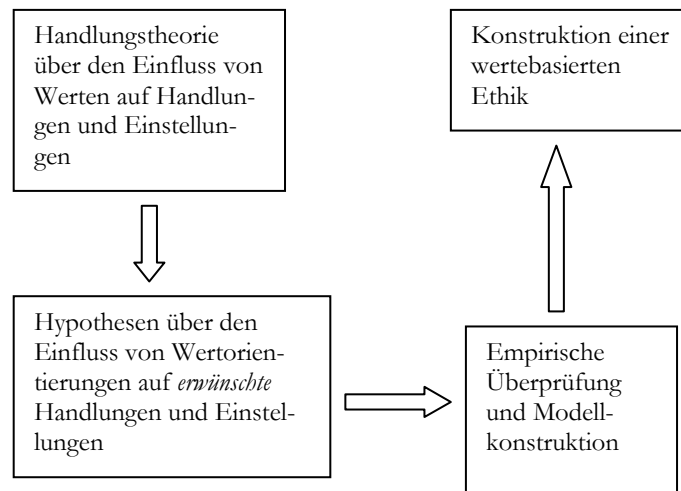 Handlungstheorie
über den Einfluss von
Werten auf Handlun-
gen und Einstellun-
gen
Konstruktion einer
wertebasierten
Ethik
Hypothesen über den
Einfluss von Wertorien-
tierungen auf erwünschte
Handlungen und Einstel-
lungen
Empirische
Überprüfung
und Modell-
konstruktion